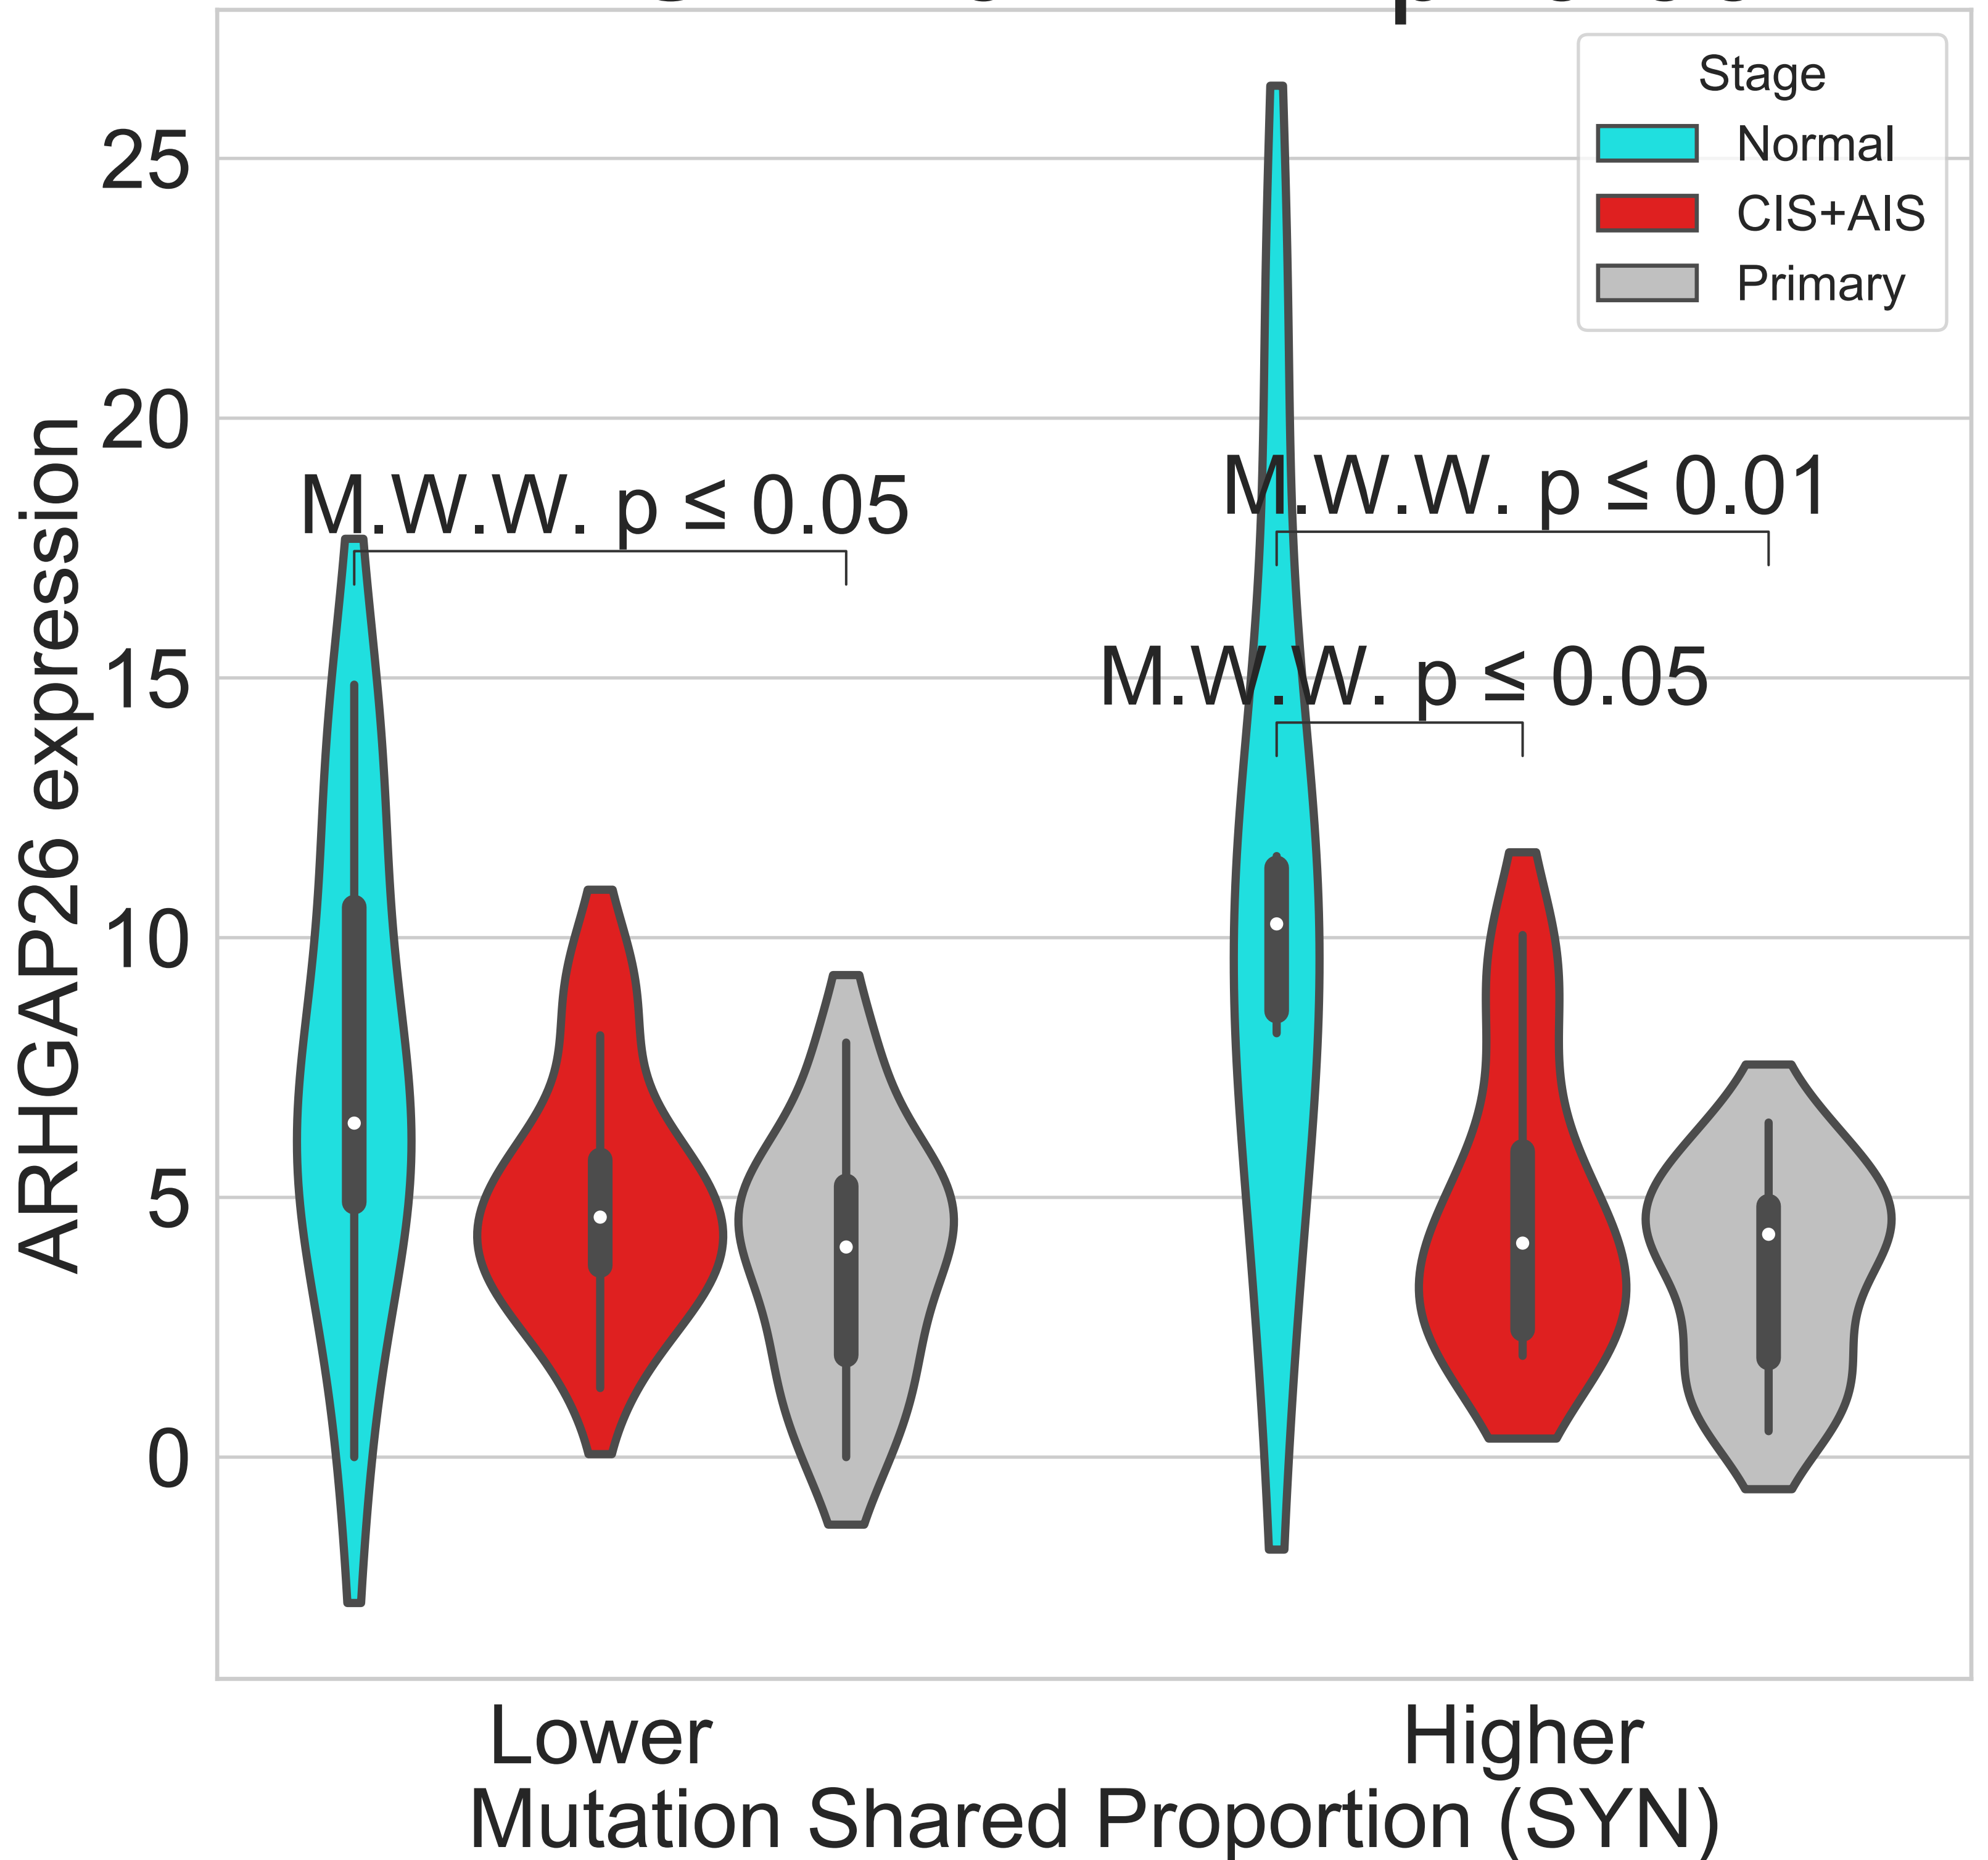 Stage
Normal
CIS+AIS
Primary
25
20
15
10
5
0
ARHGAP26 expression
M.W.W. p ≤ 0.05
M.W.W. p ≤ 0.01
M.W.W. p ≤ 0.05
Lower
Higher
Mutation Shared Proportion (SYN)